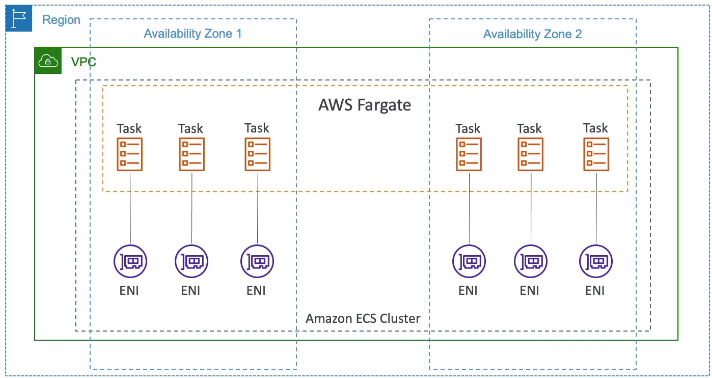 Region
Availability Zone 1
Availability Zone 2
VPC
AWS Fargate
Task
Task
Task
Task
Task
Task
ENI
ENI
ENI
ENI
ENI
ENI
Amazon ECS Cluster